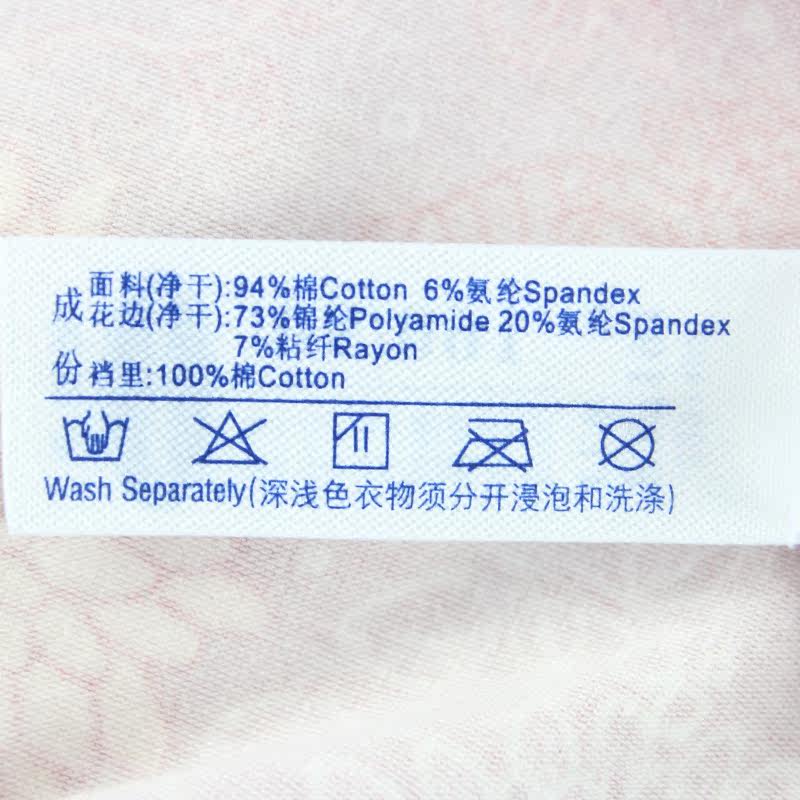 成份
面料(净干):94%棉Cotton 6%氨纶Spandex
花边(净干):73%锦纶Polyamide 20%氨纶Spandex
7%粘纤Rayon
裆里:100%棉Cotton
Wash Separately(深浅色衣物须分开浸泡和洗涤)